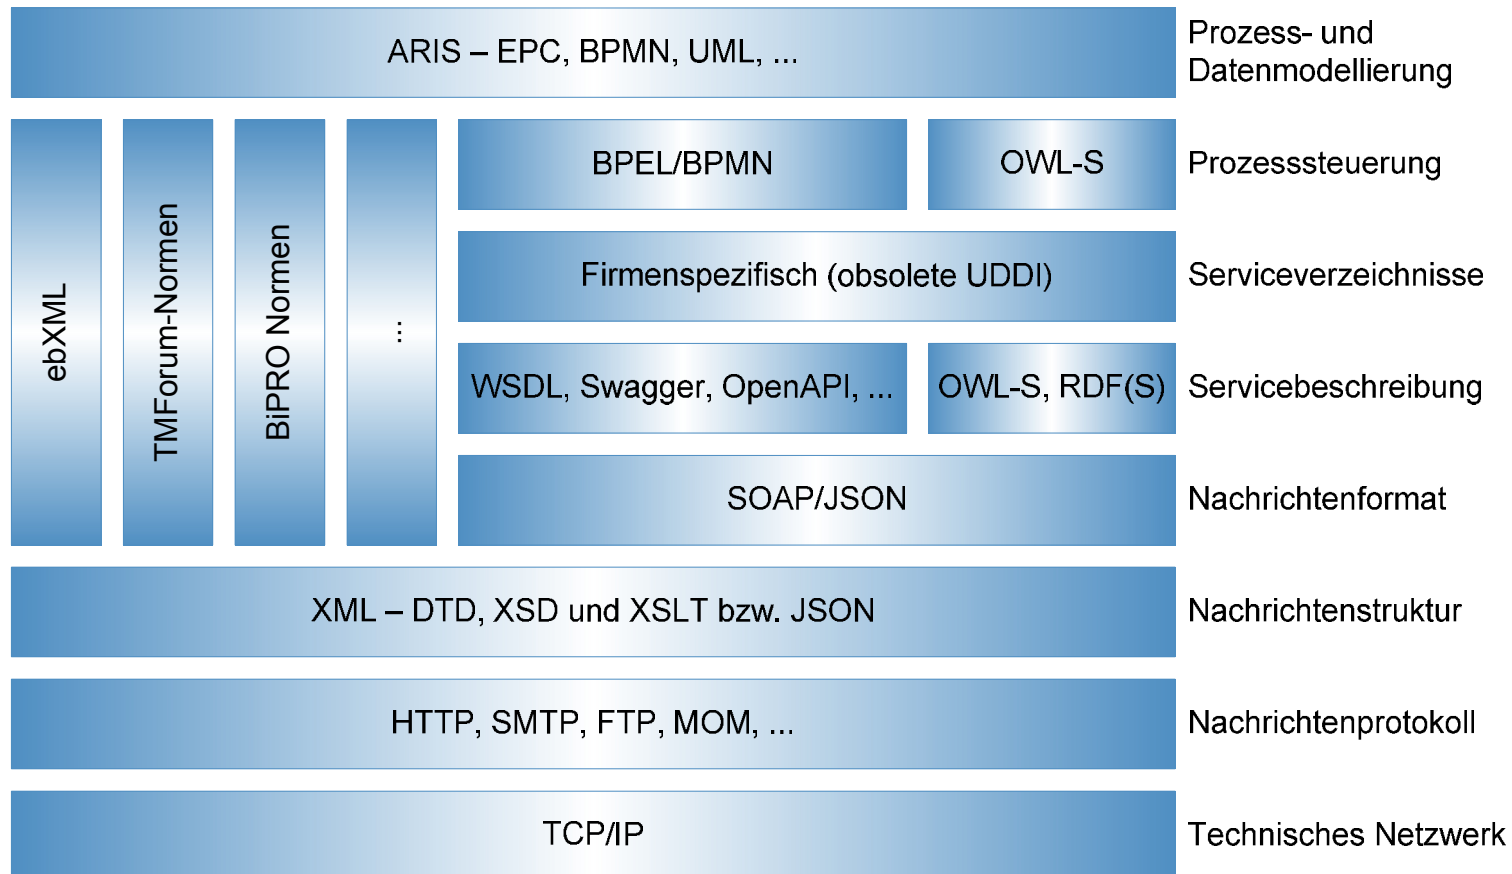 ARIS – EPC, BPMN, UML, ...
Prozess- und
Datenmodellierung
ebXML
TMForum-Normen
BiPRO Normen
...
BPEL/BPMN
OWL-S
Prozesssteuerung
Firmenspezifisch (obsolete UDDI)
Serviceverzeichnisse
WSDL, Swagger, OpenAPI, ...
OWL-S, RDF(S)
Servicebeschreibung
SOAP/JSON
Nachrichtenformat
XML – DTD, XSD und XSLT bzw. JSON
Nachrichtenstruktur
HTTP, SMTP, FTP, MOM, ...
Nachrichtenprotokoll
TCP/IP
Technisches Netzwerk